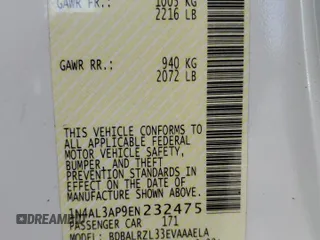 GAWR FR.: 1005 KG
2216 LB
GAWR RR.: 940 KG
2072 LB
THIS VEHICLE CONFORMS TO
ALL APPLICABLE FEDERAL
MOTOR VEHICLE SAFETY,
BUMPER, AND THEFT
PREVENTION STANDARDS IN
EFFECT ON THE DATE OF
MANUFACTURE SHOWN ABOVE.
1N4AL3AP9EN232475
PASSENGER CAR 171
MODEL: BDBALRZL33EVAAAELA
DREAM